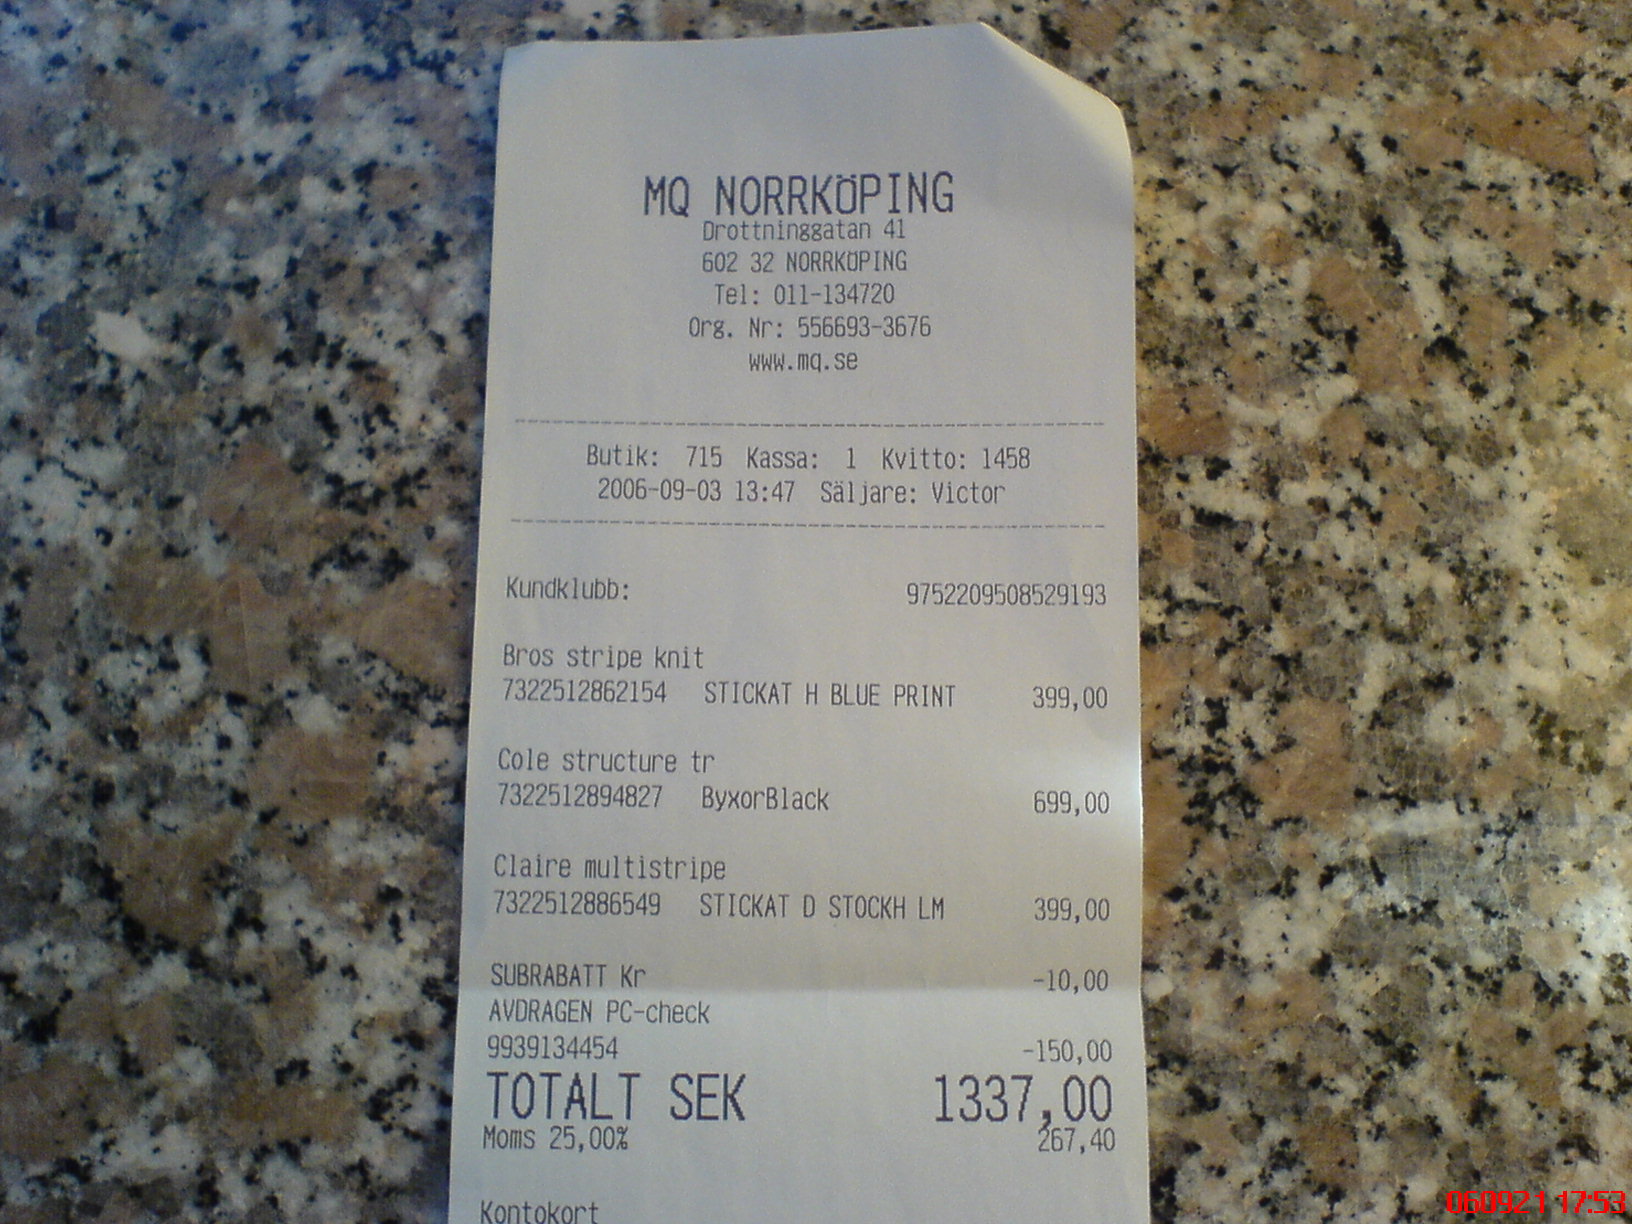 MQ NORRKÖPING
Drottninggatan 41
602 32 NORRKÖPING
Tel: 011-134720
Org. Nr: 556693-3676
www.mq.se
Butik: 715 Kassa: 1 Kvitto: 1458
2006-09-03 13:47 Säljare: Victor
Kundklubb: 9752209508529193
Bros stripe knit
7322512862154 STICKAT H BLUE PRINT 399,00
Cole structure tr
7322512894827 ByxorBlack 699,00
Claire multistripe
7322512886549 STICKAT D STOCKH LM 399,00
SUBRABATT Kr -10,00
AVDRAGEN PC-check
9939134454 -150,00
TOTALT SEK 1337,00
Moms 25,00% 267,40
Kontokort
060921 17:53